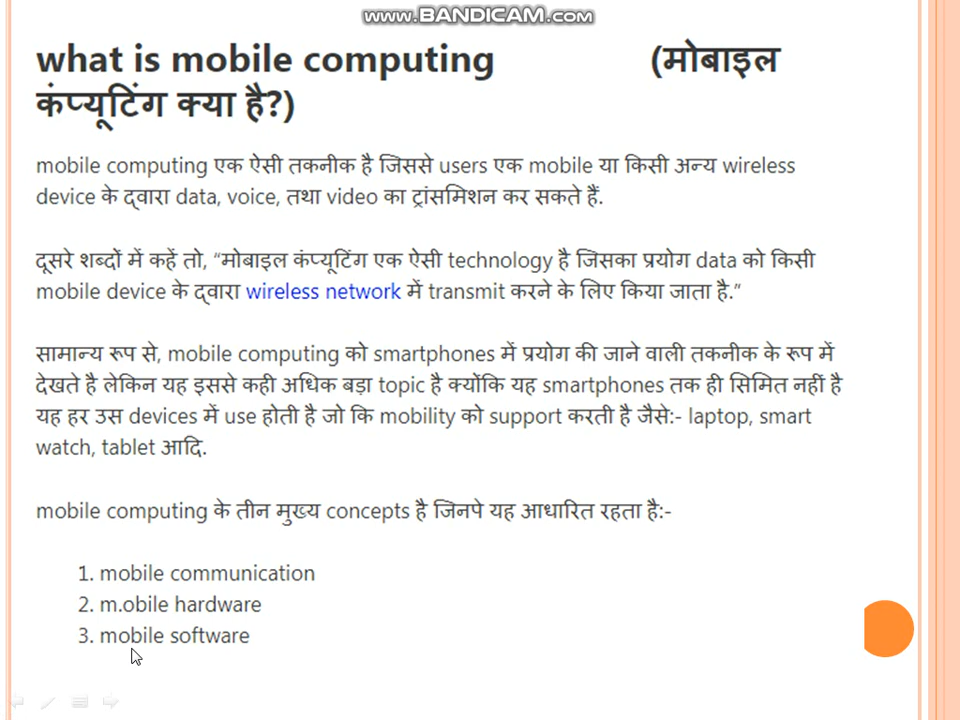 www.BANDICAM.com
what is mobile computing (मोबाइल
कंप्यूटिंग क्या है?)
mobile computing एक ऐसी तकनीक है जिससे users एक mobile या किसी अन्य wireless
device के द्वारा data, voice, तथा video का ट्रांसमिशन कर सकते हैं.
दूसरे शब्दों में कहें तो, “मोबाइल कंप्यूटिंग एक ऐसी technology है जिसका प्रयोग data को किसी
mobile device के द्वारा wireless network में transmit करने के लिए किया जाता है.”
सामान्य रूप से, mobile computing को smartphones में प्रयोग की जाने वाली तकनीक के रूप में
देखते है लेकिन यह इससे कही अधिक बड़ा topic है क्योंकि यह smartphones तक ही सिमित नहीं है
यह हर उस devices में use होती है जो कि mobility को support करती है जैसे:- laptop, smart
watch, tablet आदि.
mobile computing के तीन मुख्य concepts है जिनपे यह आधारित रहता है:-
1. mobile communication
2. m.obile hardware
3. mobile software